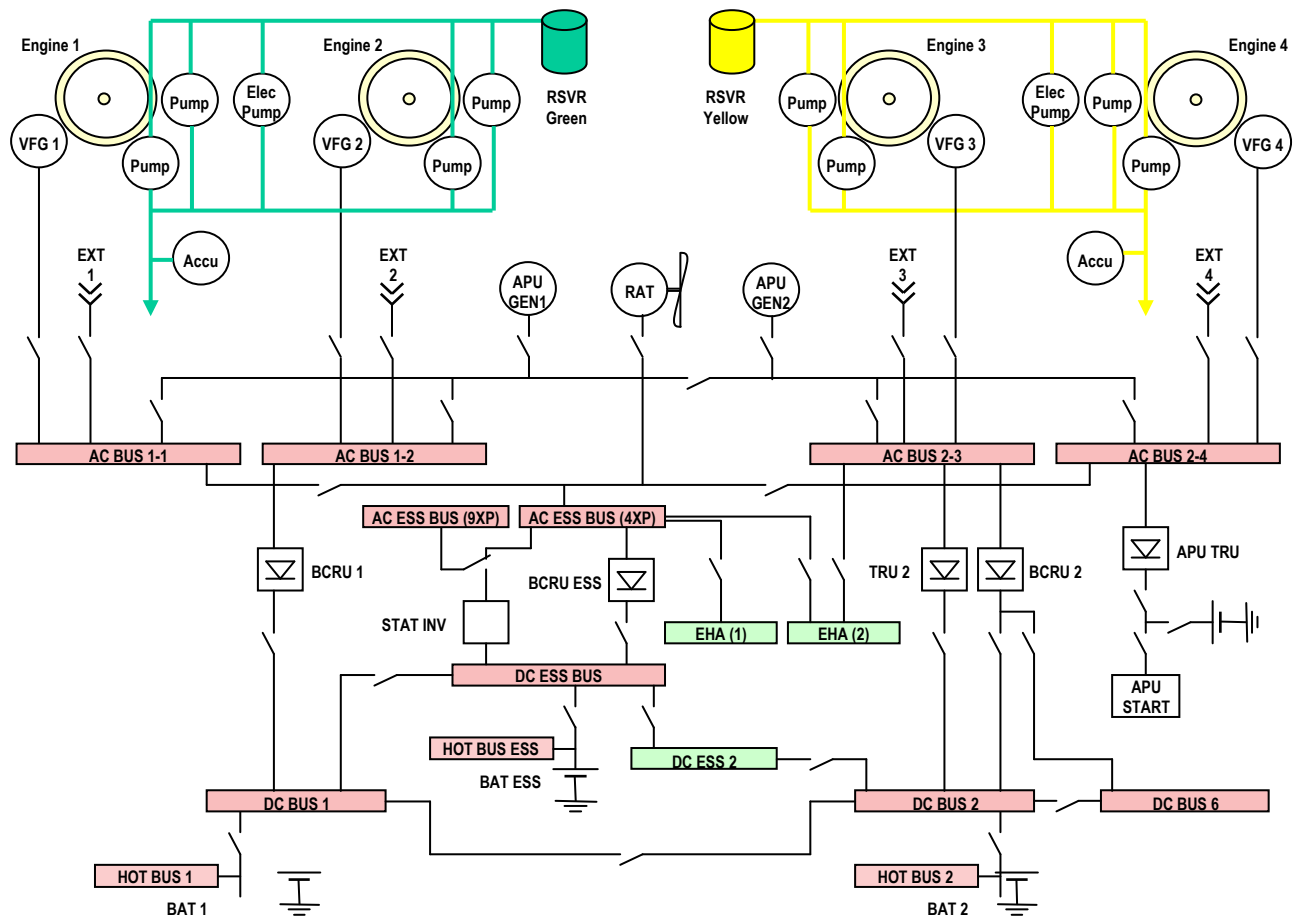 Engine 1
Engine 2
Engine 3
Engine 4
Pump
Elec
Pump
Pump
RSVR
Green
RSVR
Yellow
Pump
Elec
Pump
Pump
VFG 1
Pump
VFG 2
Pump
Pump
VFG 3
Pump
VFG 4
EXT
1
Accu
EXT
2
APU
GEN1
RAT
APU
GEN2
EXT
3
Accu
EXT
4
AC BUS 1-1
AC BUS 1-2
AC BUS 2-3
AC BUS 2-4
AC ESS BUS (9XP)
AC ESS BUS (4XP)
BCRU 1
BCRU ESS
TRU 2
BCRU 2
APU TRU
STAT INV
EHA (1)
EHA (2)
DC ESS BUS
APU
START
HOT BUS ESS
DC ESS 2
BAT ESS
DC BUS 1
DC BUS 2
DC BUS 6
HOT BUS 1
HOT BUS 2
BAT 1
BAT 2